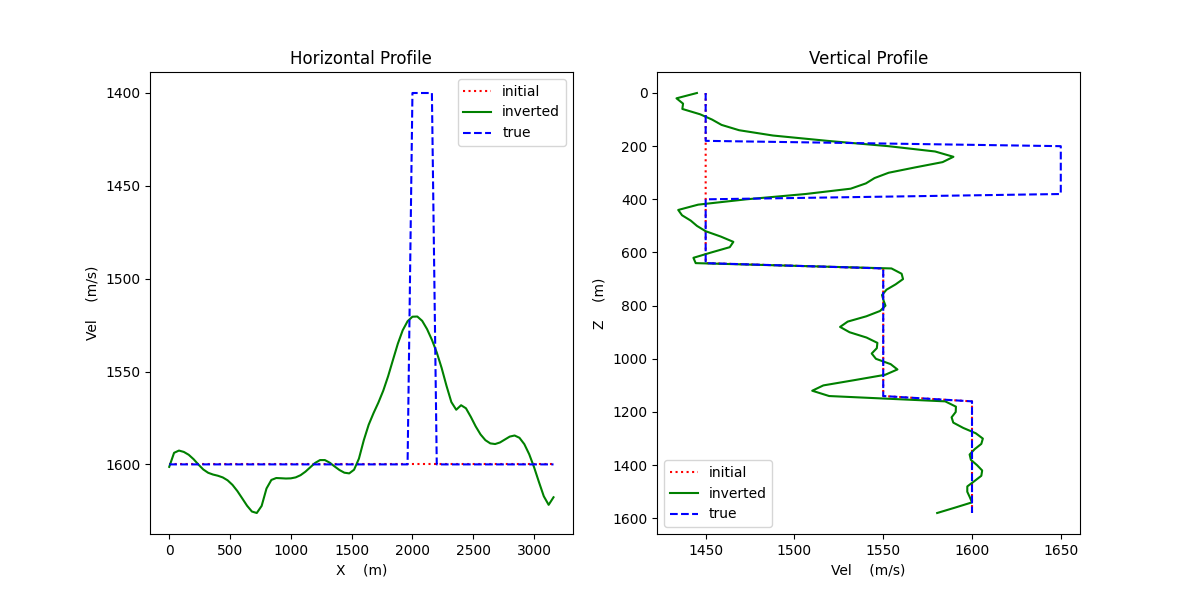 Horizontal Profile
Vel (m/s)
1400
1450
1500
1550
1600
initial
inverted
true
0 500 1000 1500 2000 2500 3000
X (m)
Vertical Profile
Z (m)
0
200
400
600
800
1000
1200
1400
1600
initial
inverted
true
1450 1500 1550 1600 1650
Vel (m/s)